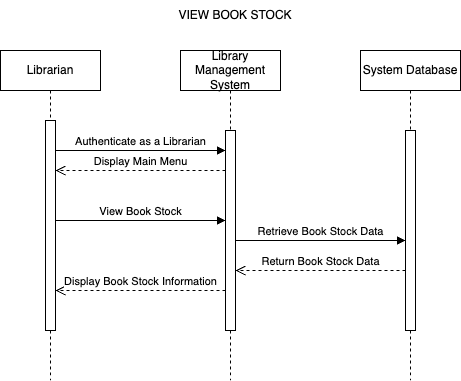 VIEW BOOK STOCK
Librarian
Library
Management
System
System Database
Authenticate as a Librarian
Display Main Menu
View Book Stock
Retrieve Book Stock Data
Return Book Stock Data
Display Book Stock Information